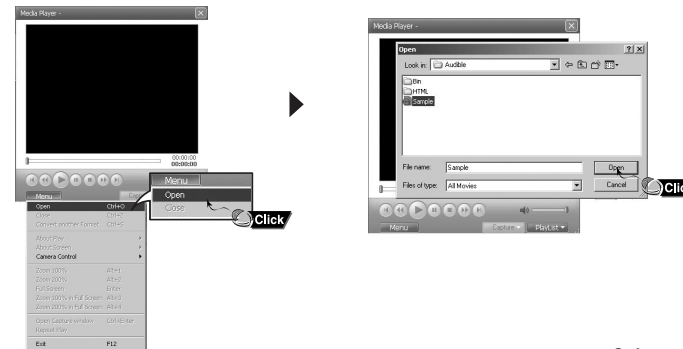 Media Player -
00:00:00
00:00:00
Menu
Open Ctrl+O
Close Ctrl+Z
Convert another Format Ctrl+S
About Play
About Screen
Camera Control
Zoom 100% Alt+1
Zoom 200% Alt+2
Full Screen Enter
Zoom 100% in Full Screen Alt+3
Zoom 200% in Full Screen Alt+4
Open Capture window Ctrl+Enter
Repeat Play
Exit F12
Menu
Open
Close
Click
Media Player -
Open
Look in: Audible
Bin
HTML
Sample
File name: Sample
Open
Files of type: All Movies
Cancel
Menu
Capture
PlayList